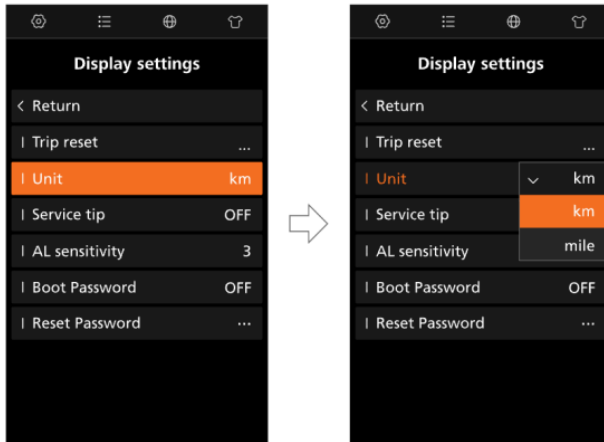 Display settings
< Return
| Trip reset ...
| Unit km
| Service tip OFF
| AL sensitivity 3
| Boot Password OFF
| Reset Password ...
Display settings
< Return
| Trip reset ...
| Unit km
km
| Service tip
mile
| AL sensitivity
| Boot Password OFF
| Reset Password ...